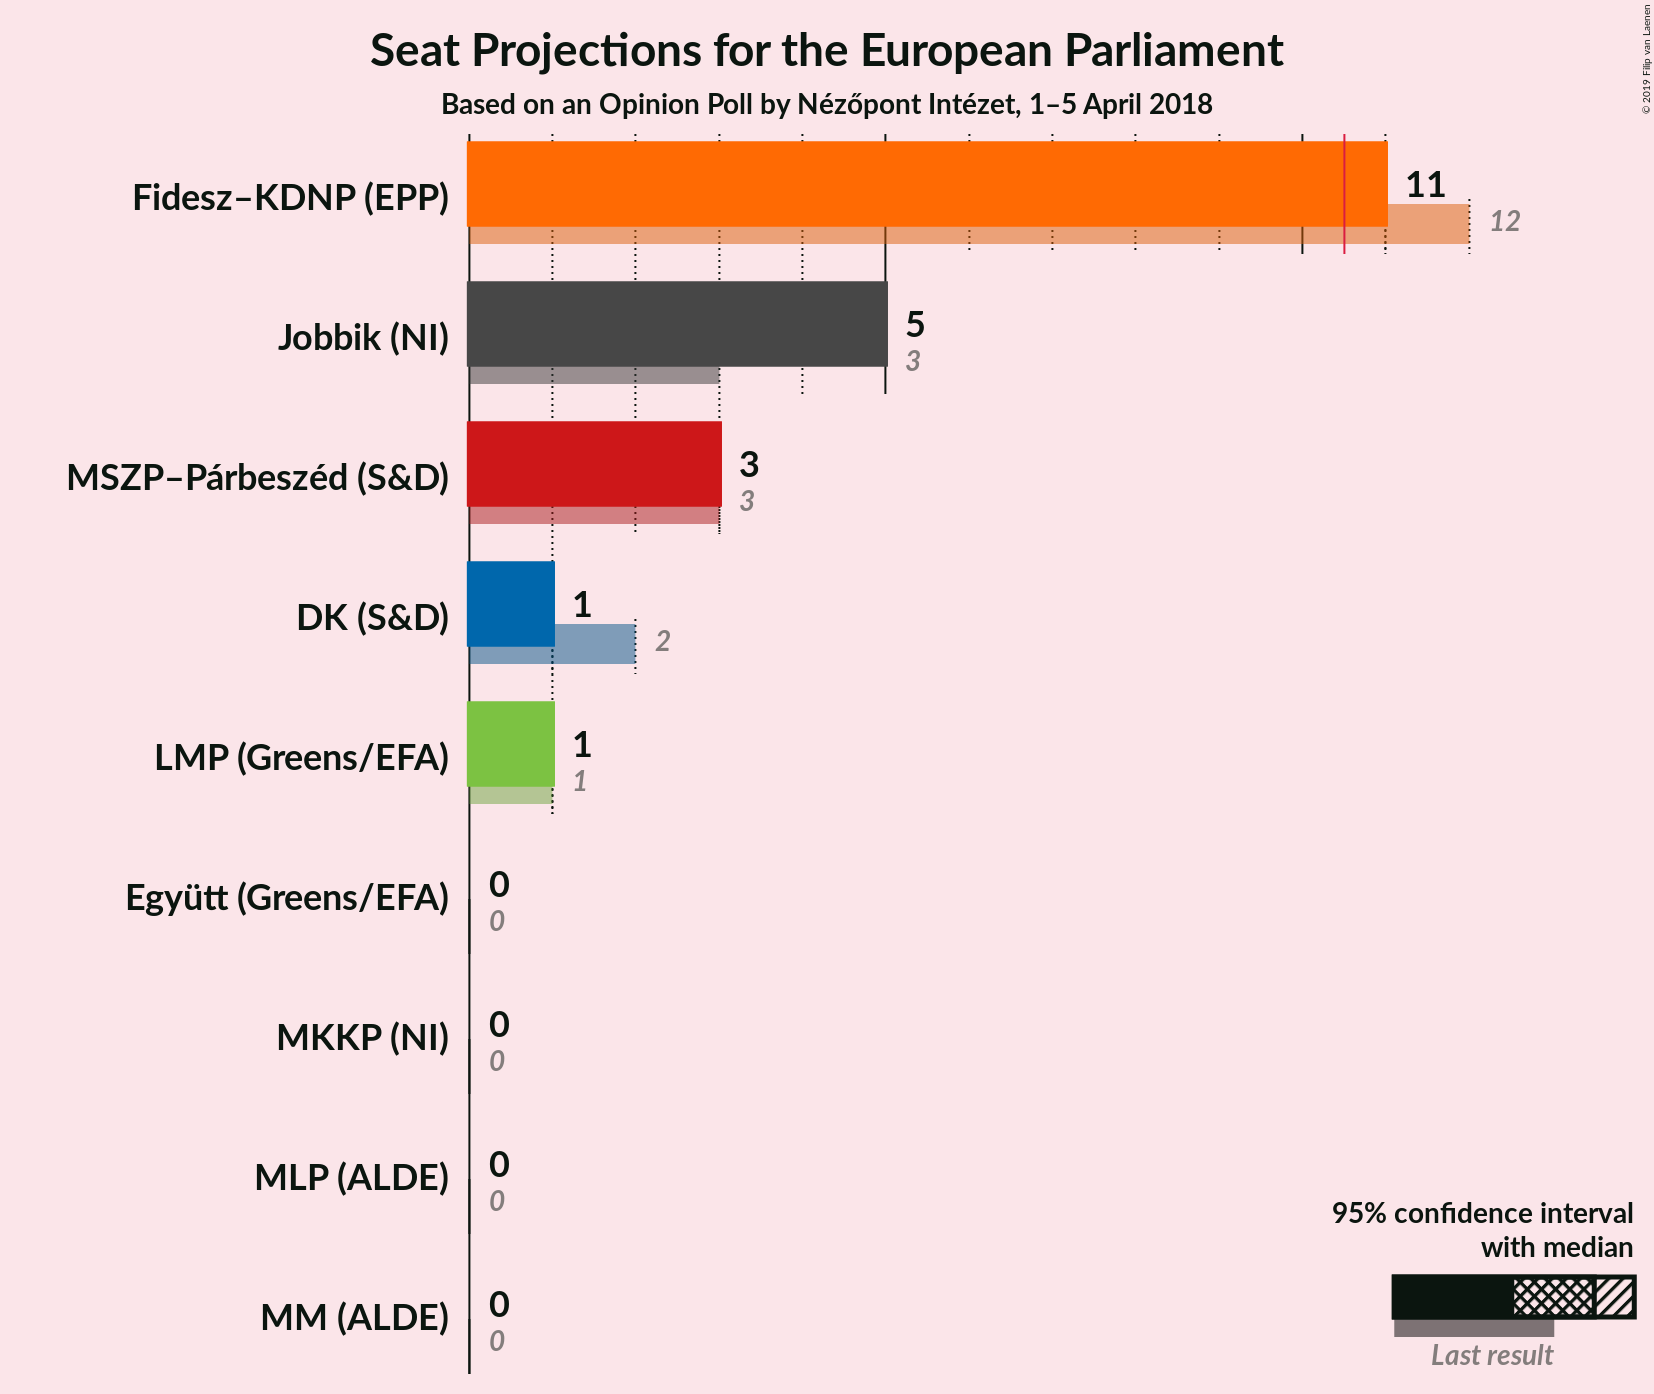 Seat Projections for the European Parliament
Based on an Opinion Poll by Nézőpont Intézet, 1–5 April 2018
© 2019 Filip van Laenen
Fidesz–KDNP (EPP)
11
12
Jobbik (NI)
5
3
MSZP–Párbeszéd (S&D)
3
3
DK (S&D)
1
2
LMP (Greens/EFA)
1
1
Együtt (Greens/EFA)
0
0
MKKP (NI)
0
0
MLP (ALDE)
0
0
MM (ALDE)
0
0
95% confidence interval
with median
Last result